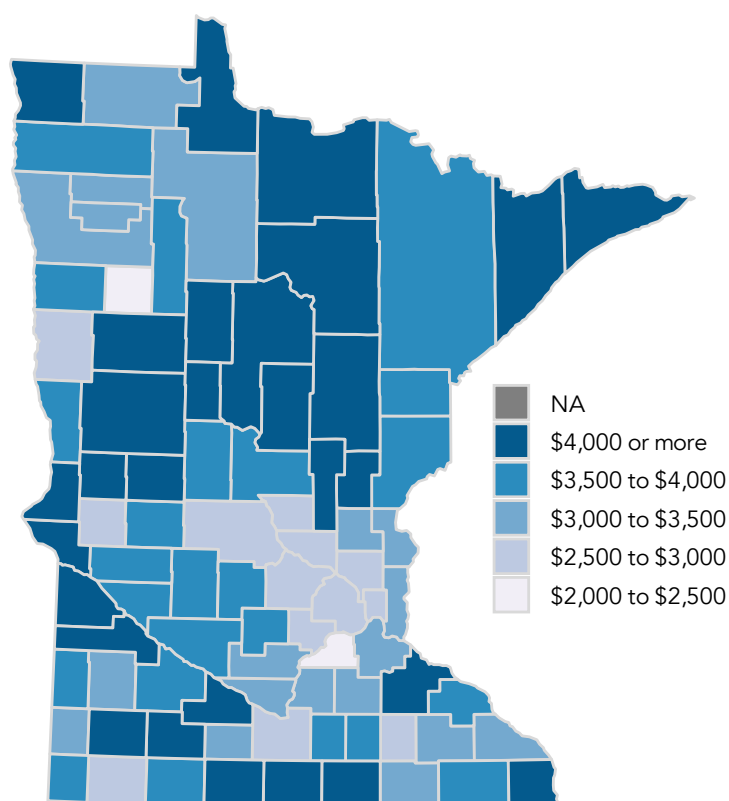 NA
$4,000 or more
$3,500 to $4,000
$3,000 to $3,500
$2,500 to $3,000
$2,000 to $2,500